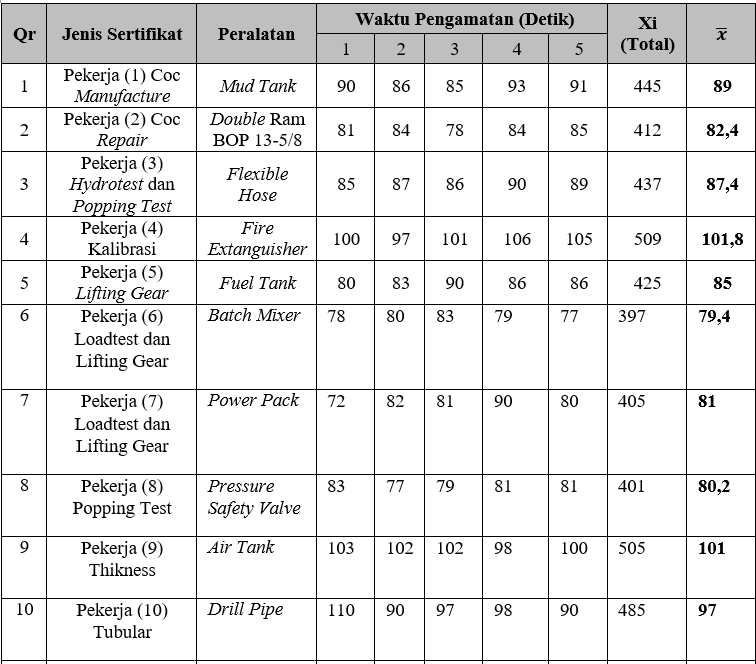 Qr Jenis Sertifikat Peralatan Waktu Pengamatan (Detik) Xi (Total) x̅
1 2 3 4 5
1 Pekerja (1) Coc Manufacture Mud Tank 90 86 85 93 91 445 89
2 Pekerja (2) Coc Repair Double Ram BOP 13-5/8 81 84 78 84 85 412 82,4
3 Pekerja (3) Hydrotest dan Popping Test Flexible Hose 85 87 86 90 89 437 87,4
4 Pekerja (4) Kalibrasi Fire Extanguisher 100 97 101 106 105 509 101,8
5 Pekerja (5) Lifting Gear Fuel Tank 80 83 90 86 86 425 85
6 Pekerja (6) Loadtest dan Lifting Gear Batch Mixer 78 80 83 79 77 397 79,4
7 Pekerja (7) Loadtest dan Lifting Gear Power Pack 72 82 81 90 80 405 81
8 Pekerja (8) Popping Test Pressure Safety Valve 83 77 79 81 81 401 80,2
9 Pekerja (9) Thikness Air Tank 103 102 102 98 100 505 101
10 Pekerja (10) Tubular Drill Pipe 110 90 97 98 90 485 97